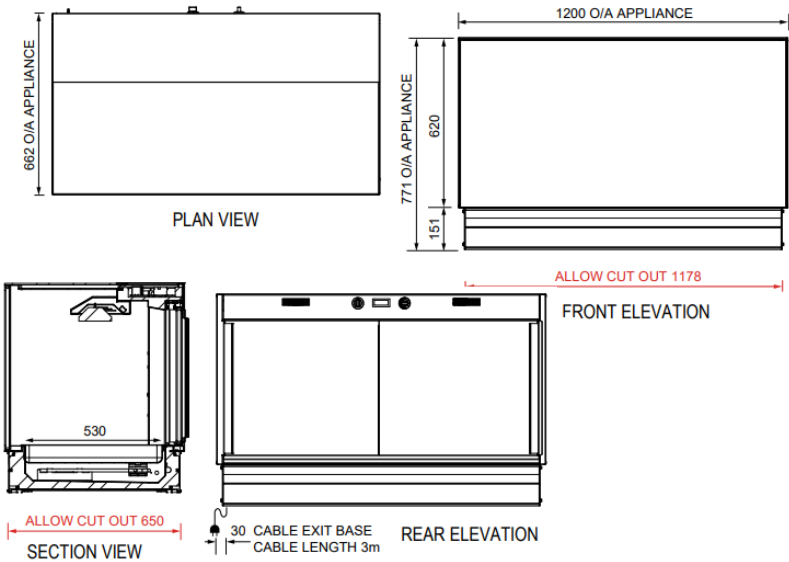 1200 O/A APPLIANCE
662 O/A APPLIANCE
771 O/A APPLIANCE
620
151
PLAN VIEW
ALLOW CUT OUT 1178
FRONT ELEVATION
530
ALLOW CUT OUT 650
SECTION VIEW
30 CABLE EXIT BASE
CABLE LENGTH 3m
REAR ELEVATION